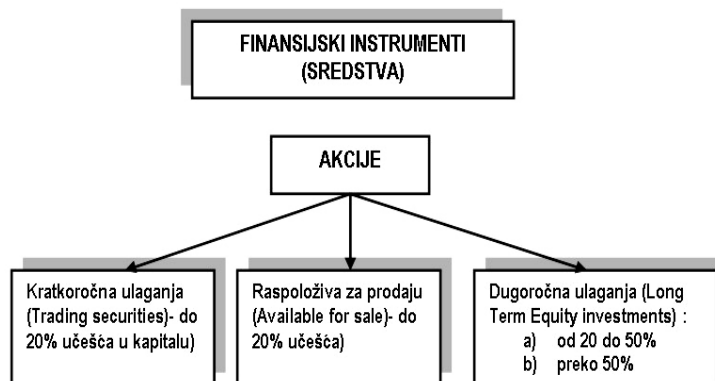 FINANSIJSKI INSTRUMENTI
(SREDSTVA)
AKCIJE
Kratkoročna ulaganja
(Trading securities)- do
20% učešća u kapitalu)
Raspoloživa za prodaju
(Available for sale)- do
20% učešća)
Dugoročna ulaganja (Long
Term Equity investments) :
a) od 20 do 50%
b) preko 50%